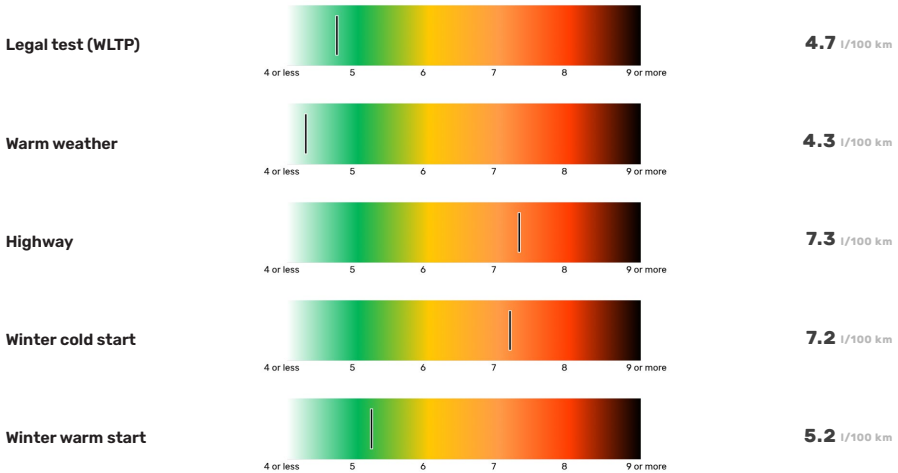 Legal test (WLTP)
4.7 l/100 km
4 or less 5 6 7 8 9 or more
Warm weather
4.3 l/100 km
4 or less 5 6 7 8 9 or more
Highway
7.3 l/100 km
4 or less 5 6 7 8 9 or more
Winter cold start
7.2 l/100 km
4 or less 5 6 7 8 9 or more
Winter warm start
5.2 l/100 km
4 or less 5 6 7 8 9 or more